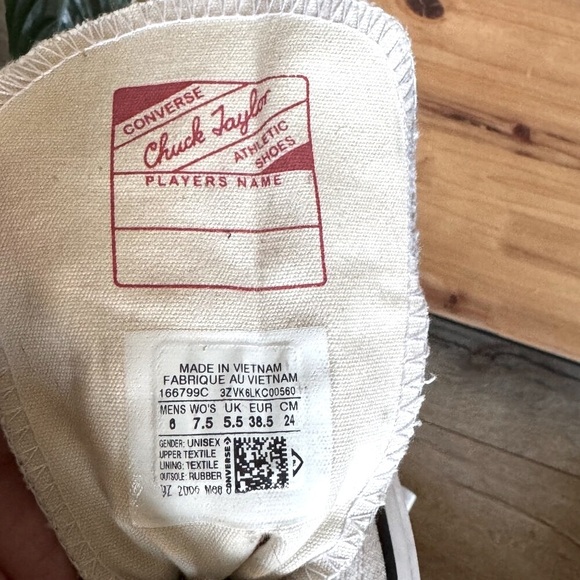 CONVERSE
Chuck Taylor
ATHLETIC
SHOES
PLAYERS NAME
MADE IN VIETNAM
FABRIQUE AU VIETNAM
166799C 3ZVK6LKC00560
MENS WO'S UK EUR CM
6 7.5 5.5 38.5 24
GENDER: UNISEX
UPPER:TEXTILE
LINING: TEXTILE
OUTSOLE: RUBBER
CONVERSE
2006